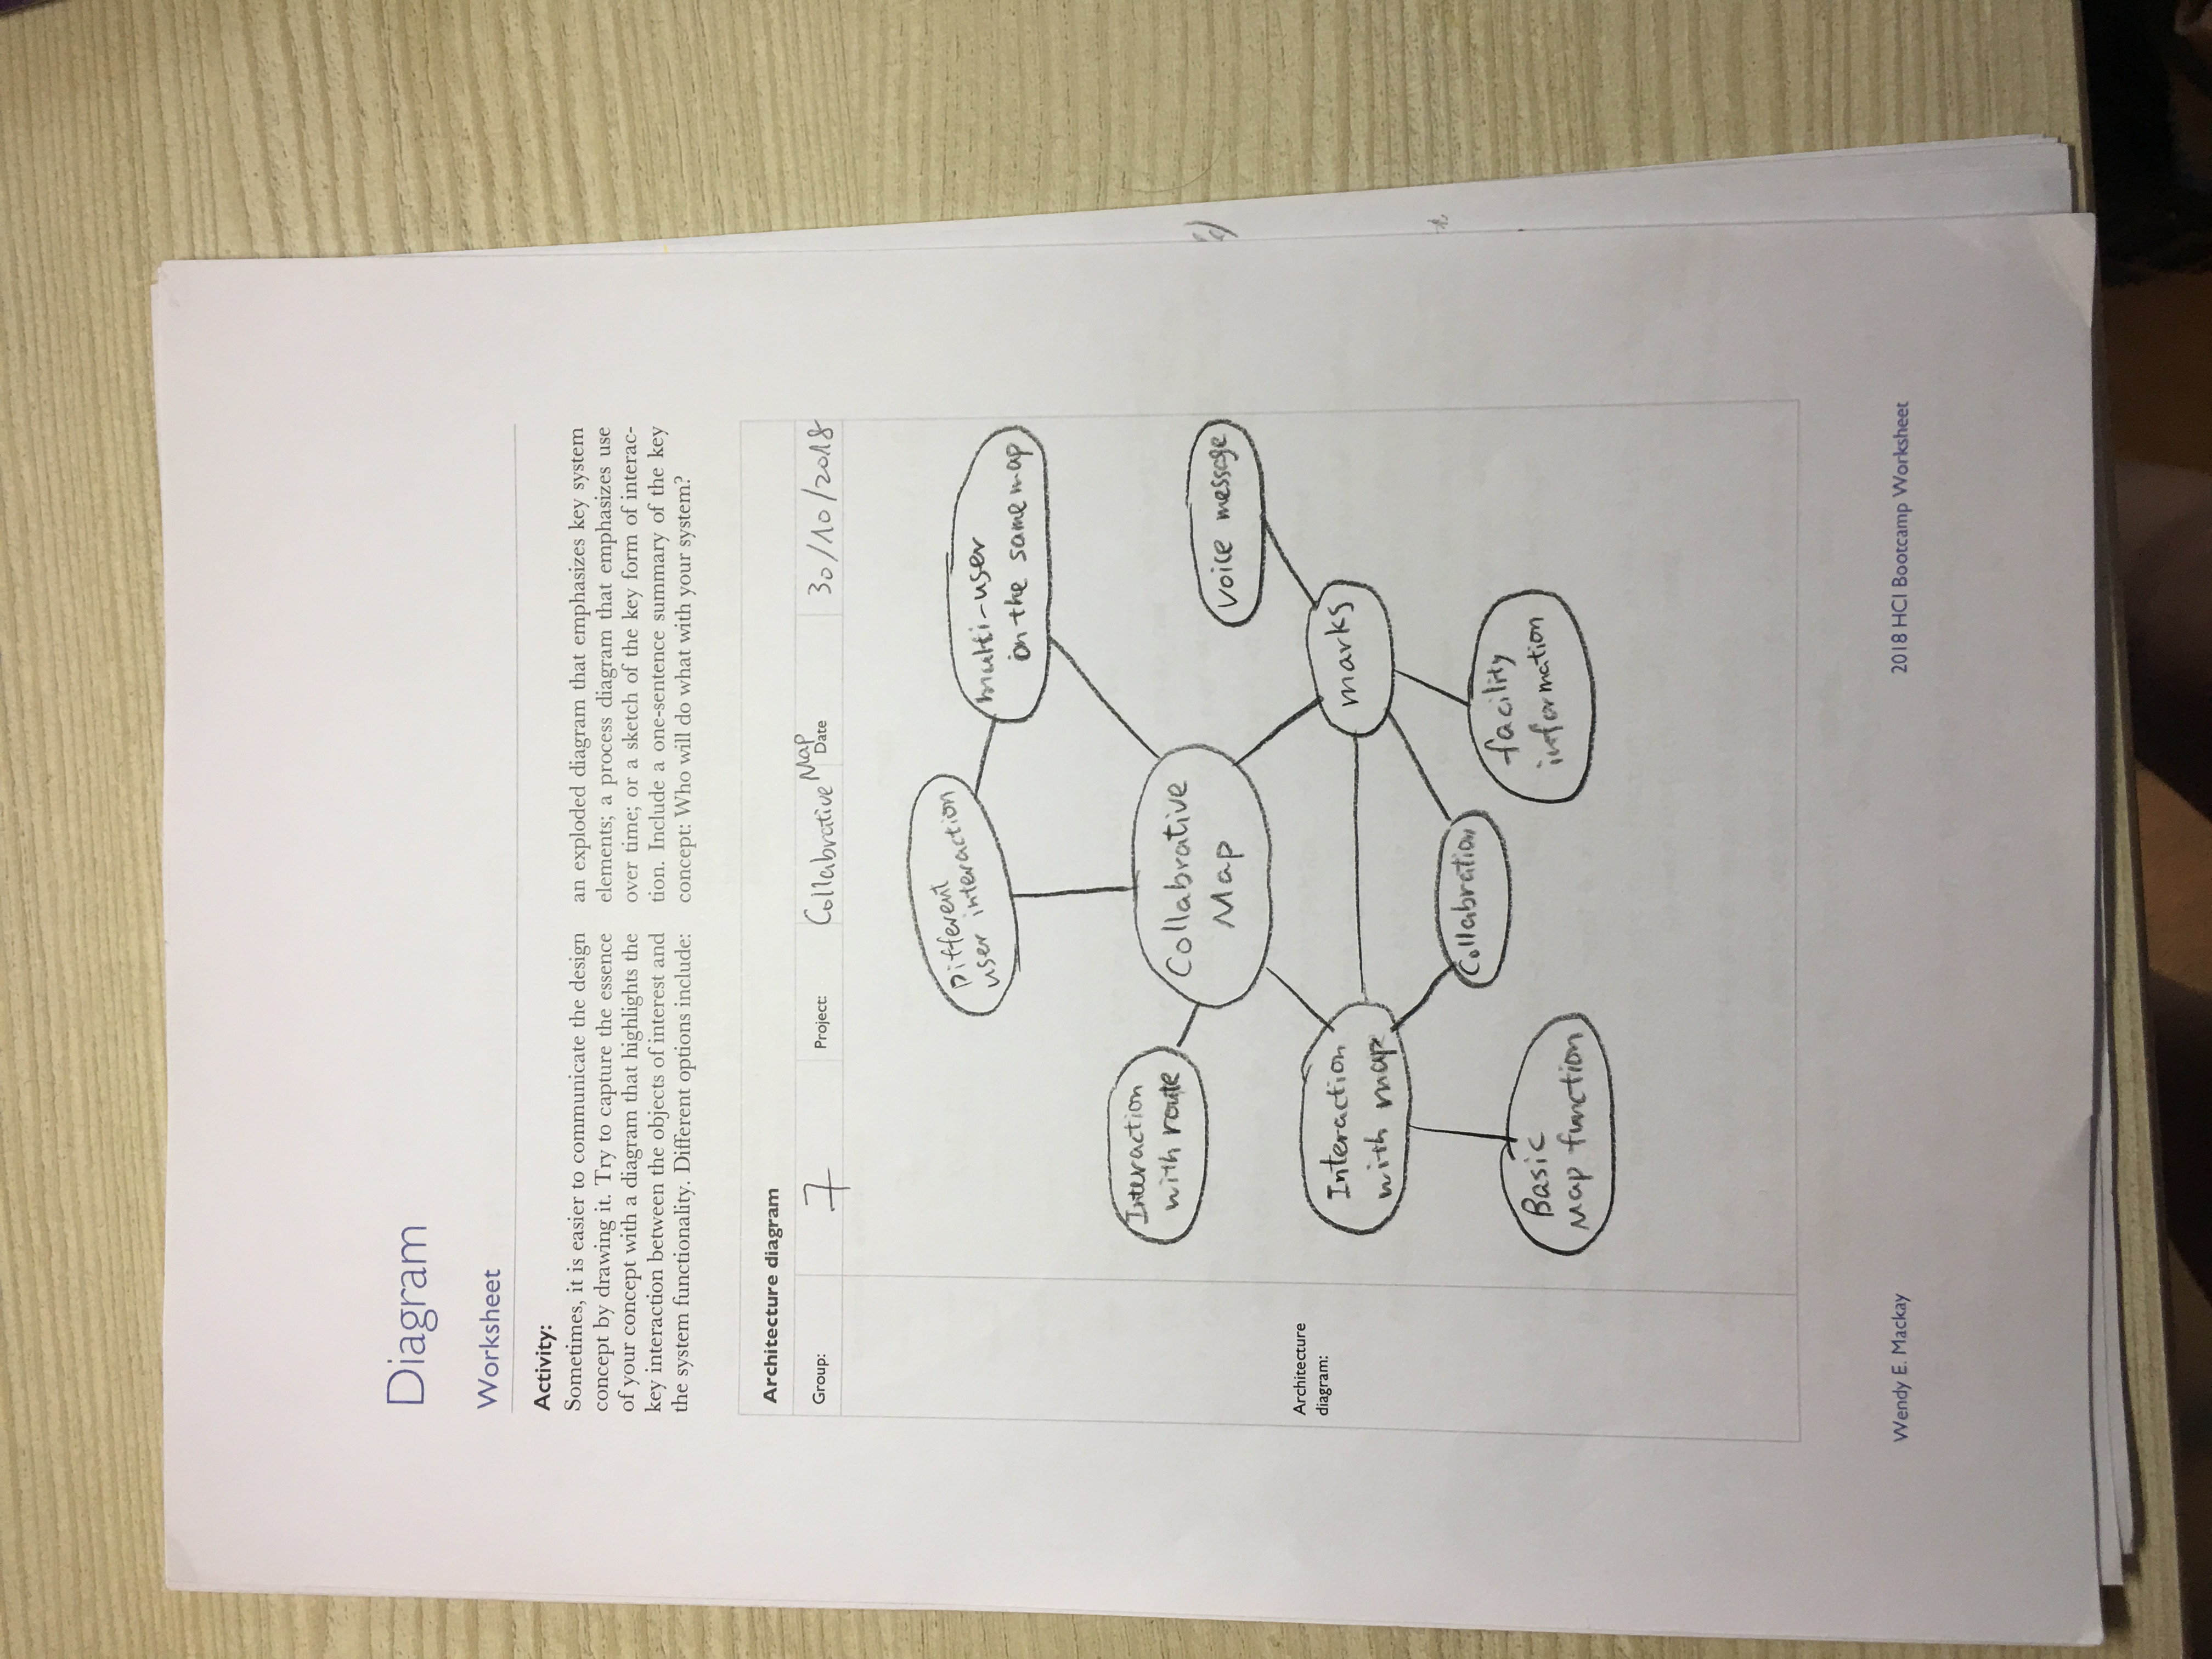 Diagram
Worksheet
Activity:
Sometimes, it is easier to communicate the design
concept by drawing it. Try to capture the essence
of your concept with a diagram that highlights the
key interaction between the objects of interest and
the system functionality. Different options include:
an exploded diagram that emphasizes key system
elements; a process diagram that emphasizes use
over time; or a sketch of the key form of interac-
tion. Include a one-sentence summary of the key
concept: Who will do what with your system?
Architecture diagram
Group: 7 Project: Collabrative Map Date 30/10/2018
Different
user interaction
multi-user
on the same map
Interaction
with route
Collabrative
Map
voice message
Architecture
diagram:
Interaction
with map
marks
Collabration
facility
information
Basic
Map function
Wendy E. Mackay
2018 HCI Bootcamp Worksheet